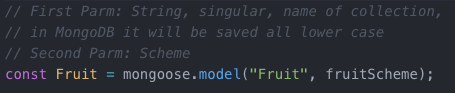 // First Parm: String, singular, name of collection,
// in MongoDB it will be saved all lower case
// Second Parm: Scheme
const Fruit = mongoose.model("Fruit", fruitScheme);